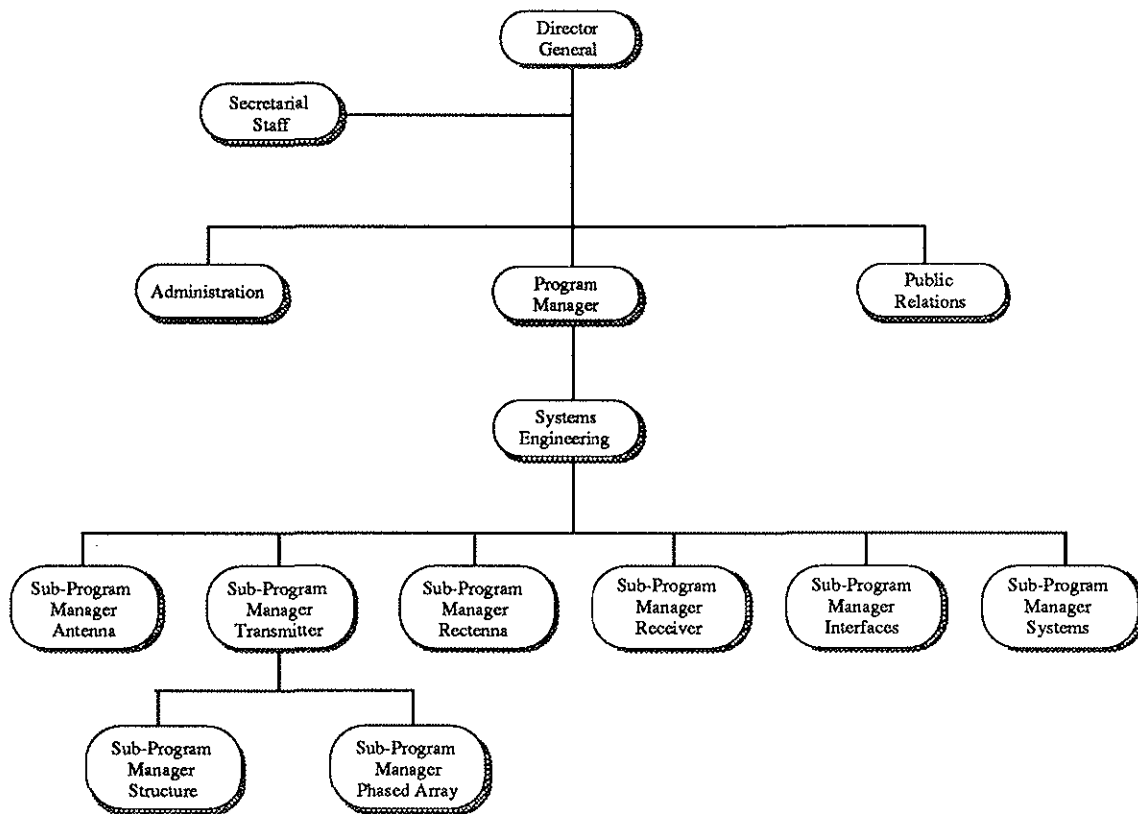 Director
General
Secretarial
Staff
Administration
Program
Manager
Public
Relations
Systems
Engineering
Sub-Program
Manager
Antenna
Sub-Program
Manager
Transmitter
Sub-Program
Manager
Rectenna
Sub-Program
Manager
Receiver
Sub-Program
Manager
Interfaces
Sub-Program
Manager
Systems
Sub-Program
Manager
Structure
Sub-Program
Manager
Phased Array